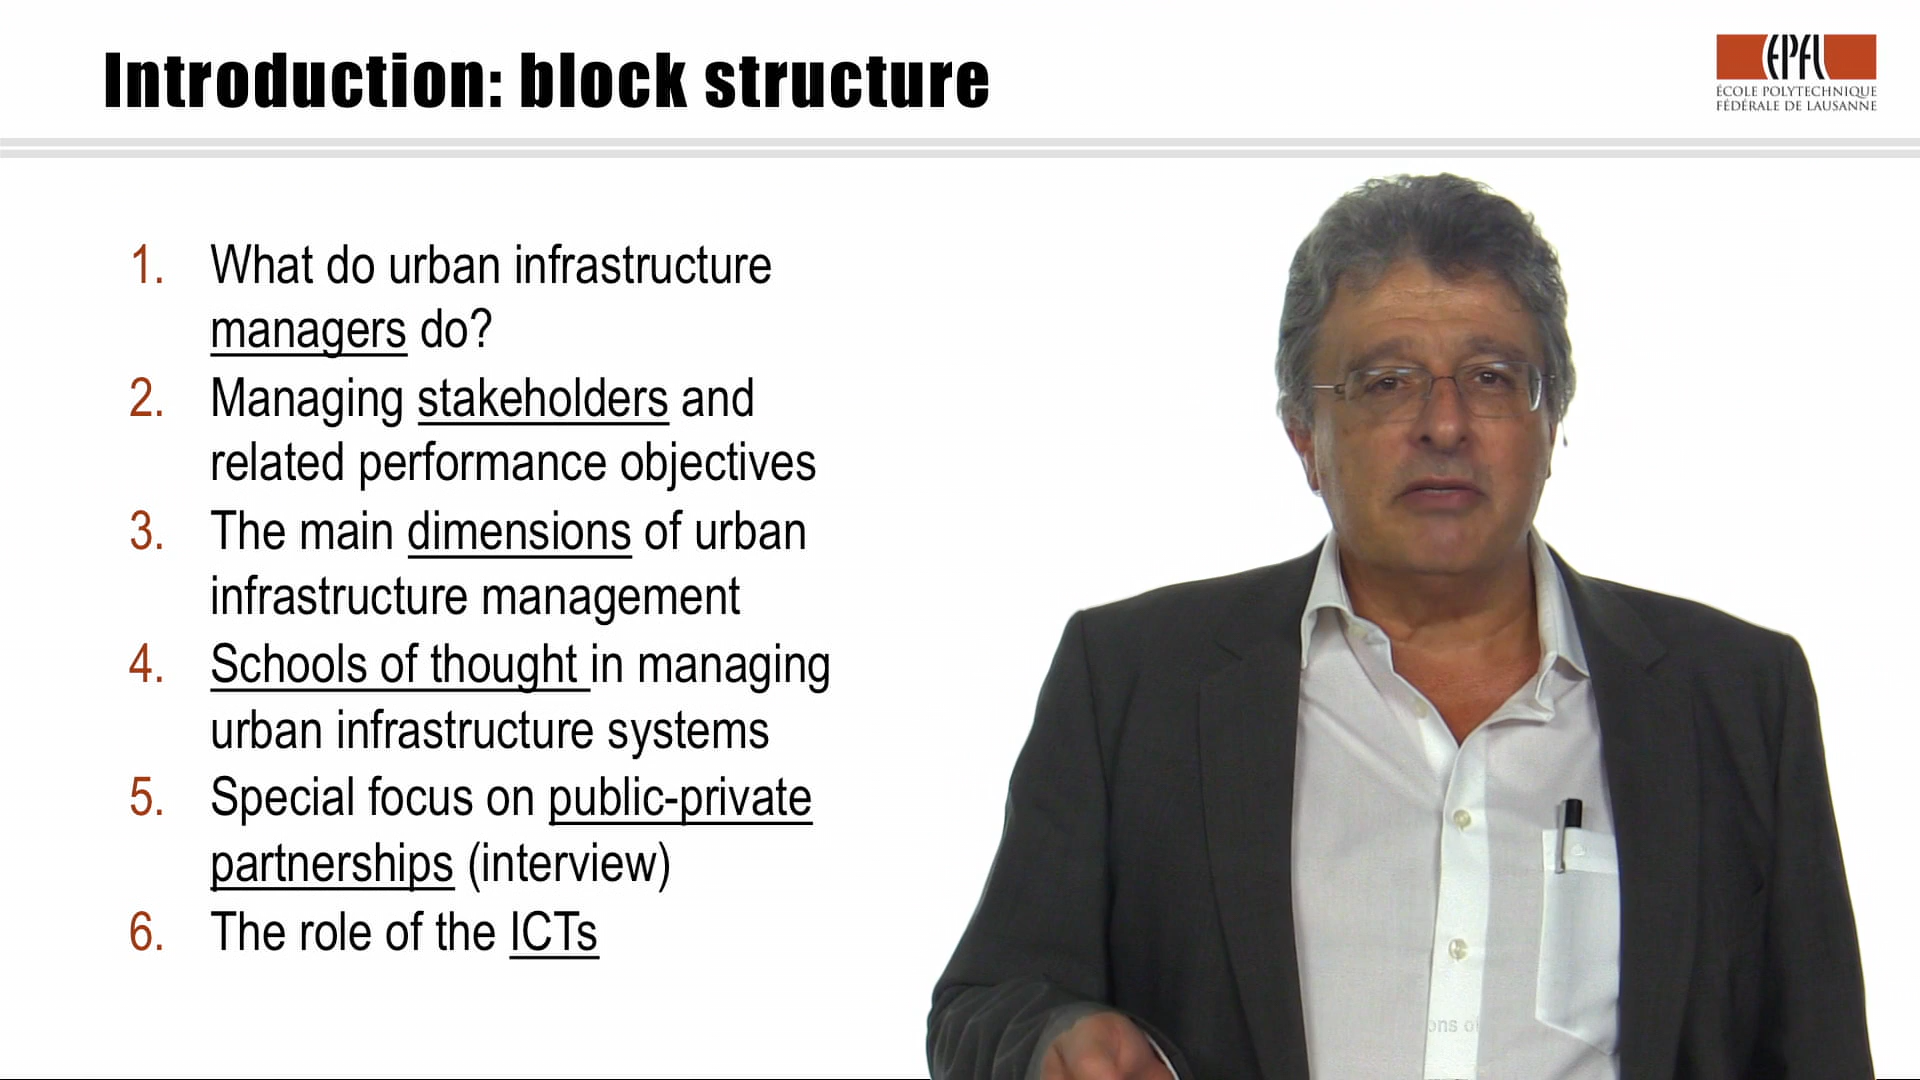 Introduction: block structure
EPFL
ÉCOLE POLYTECHNIQUE
FÉDÉRALE DE LAUSANNE
1. What do urban infrastructure
managers do?
2. Managing stakeholders and
related performance objectives
3. The main dimensions of urban
infrastructure management
4. Schools of thought in managing
urban infrastructure systems
5. Special focus on public-private
partnerships (interview)
6. The role of the ICTs